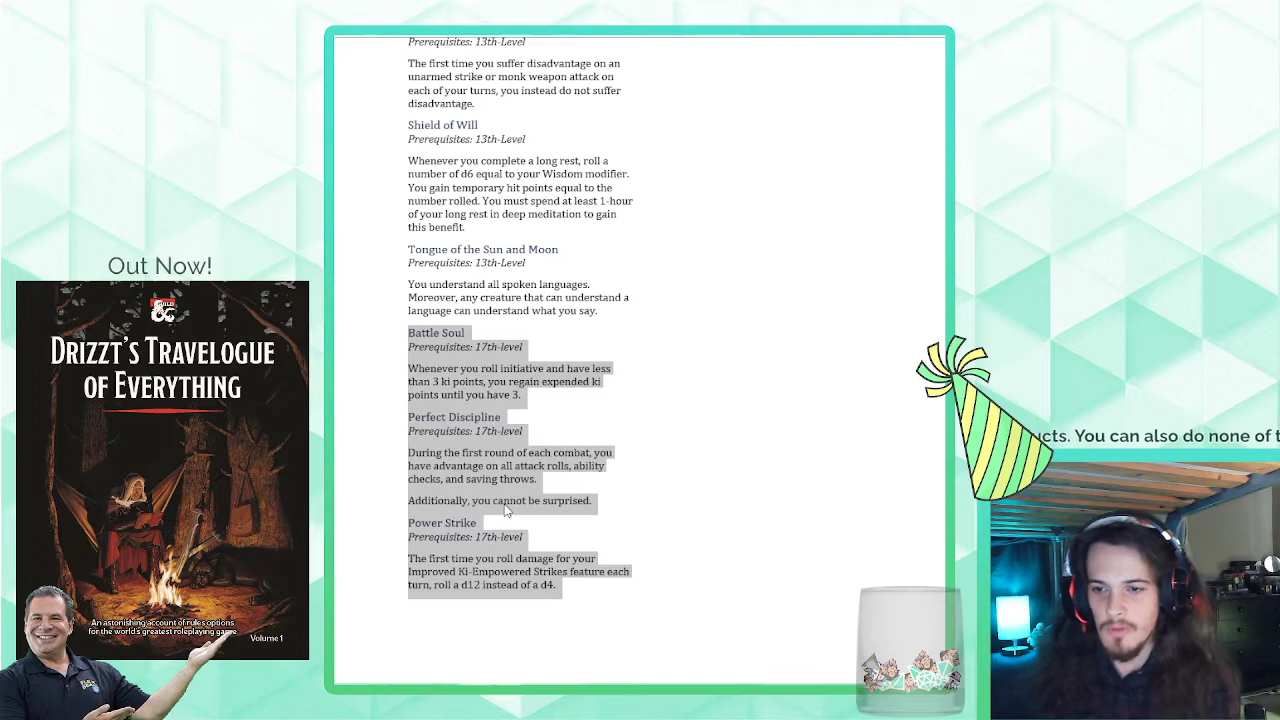 Prerequisites: 13th-Level
The first time you suffer disadvantage on an
unarmed strike or monk weapon attack on
each of your turns, you instead do not suffer
disadvantage.
Shield of Will
Prerequisites: 13th-Level
Whenever you complete a long rest, roll a
number of d6 equal to your Wisdom modifier.
You gain temporary hit points equal to the
number rolled. You must spend at least 1-hour
of your long rest in deep meditation to gain
this benefit.
Tongue of the Sun and Moon
Prerequisites: 13th-Level
You understand all spoken languages.
Moreover, any creature that can understand a
language can understand what you say.
Battle Soul
Prerequisites: 17th-level
Whenever you roll initiative and have less
than 3 ki points, you regain expended ki
points until you have 3.
Perfect Discipline
Prerequisites: 17th-level
During the first round of each combat, you
have advantage on all attack rolls, ability
checks, and saving throws.
Additionally, you cannot be surprised.
Power Strike
Prerequisites: 17th-level
The first time you roll damage for your
Improved Ki-Empowered Strikes feature each
turn, roll a d12 instead of a d4.
Out Now!
DRIZZT'S TRAVELOGUE
OF EVERYTHING
An astonishing account of rules options
for the world's greatest roleplaying game
Volume 1
ucts. You can also do none of t